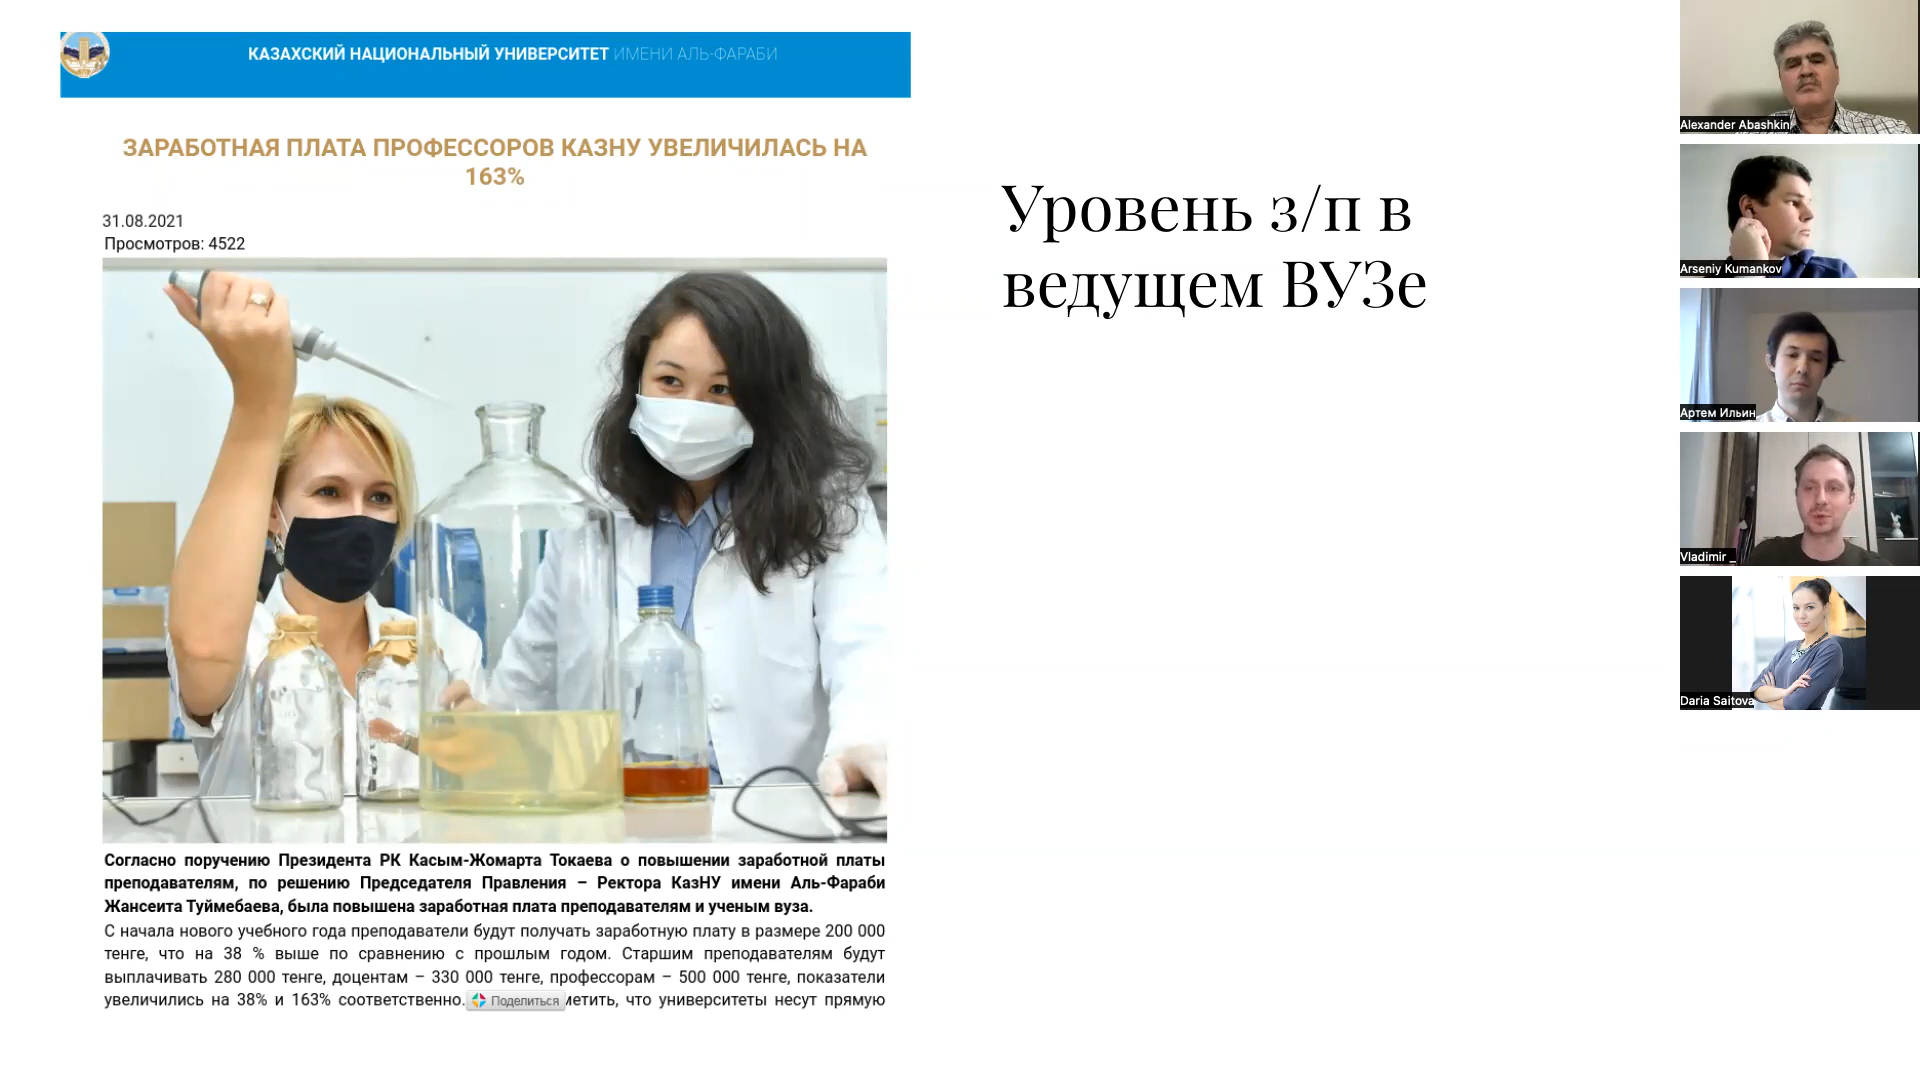 КАЗАХСКИЙ НАЦИОНАЛЬНЫЙ УНИВЕРСИТЕТ ИМЕНИ АЛЬ-ФАРАБИ
ЗАРАБОТНАЯ ПЛАТА ПРОФЕССОРОВ КАЗНУ УВЕЛИЧИЛАСЬ НА
163%
31.08.2021
Просмотров: 4522
Согласно поручению Президента РК Касым-Жомарта Токаева о повышении заработной платы
преподавателям, по решению Председателя Правления – Ректора КазНУ имени Аль-Фараби
Жансеита Туймебаева, была повышена заработная плата преподавателям и ученым вуза.
С начала нового учебного года преподаватели будут получать заработную плату в размере 200 000
тенге, что на 38 % выше по сравнению с прошлым годом. Старшим преподавателям будут
выплачивать 280 000 тенге, доцентам – 330 000 тенге, профессорам – 500 000 тенге, показатели
увеличились на 38% и 163% соответственно. Поделиться метить, что университеты несут прямую
Уровень з/п в
ведущем ВУЗе
Alexander Abashkin
Arseniy Kumankov
Артем Ильин
Vladimir _
Daria Saitova